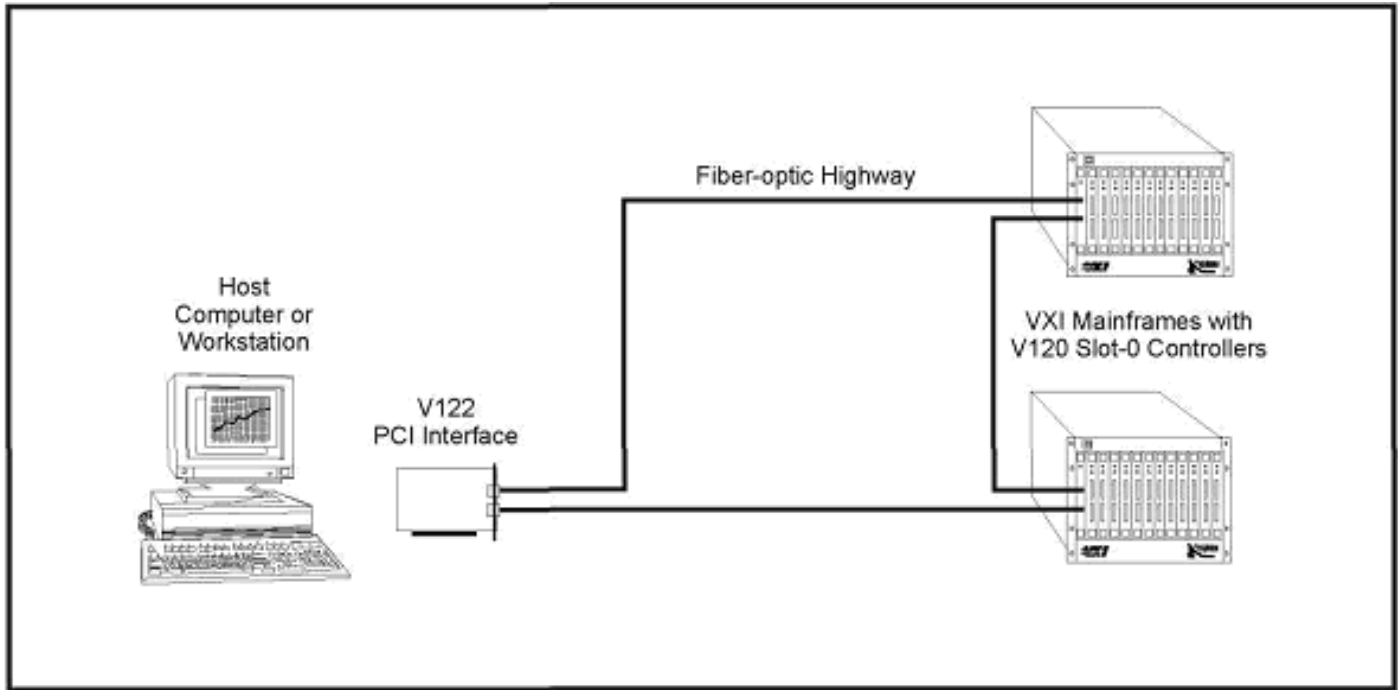 Fiber-optic Highway
Host
Computer or
Workstation
V122
PCI Interface
VXI Mainframes with
V120 Slot-0 Controllers